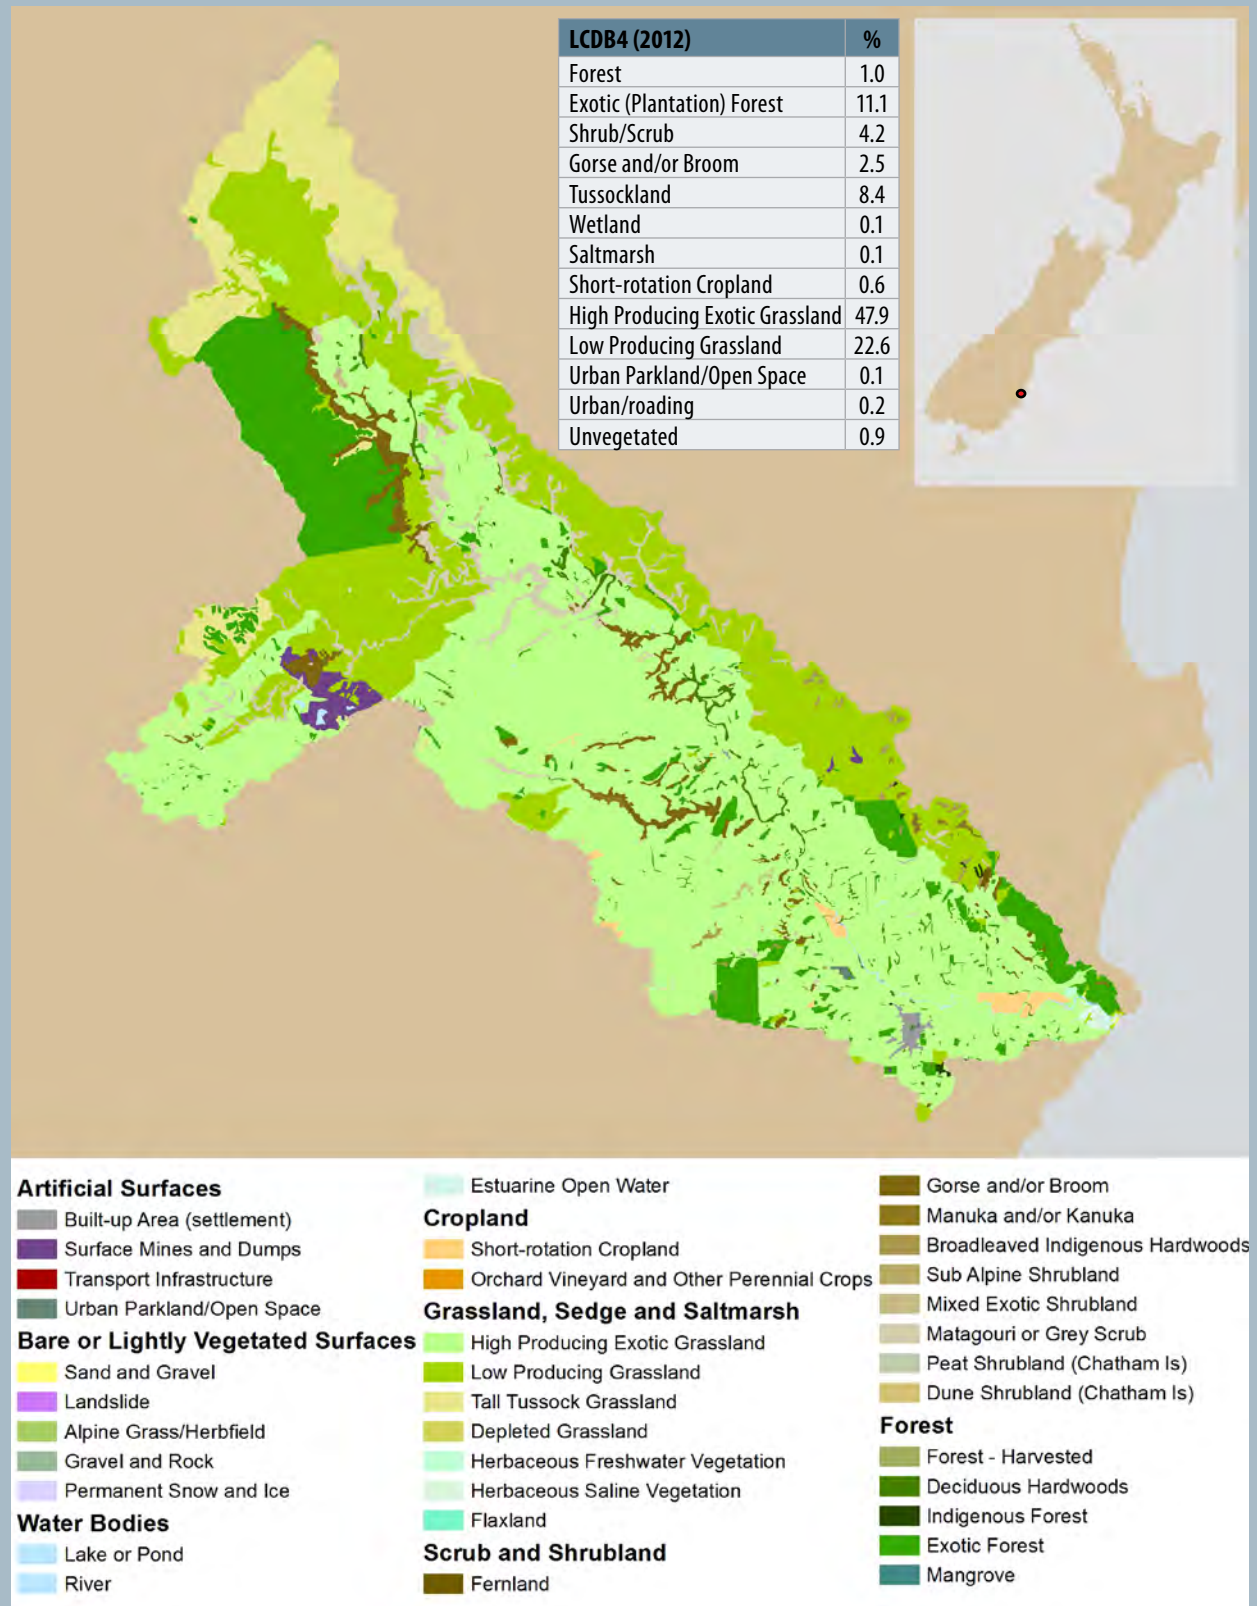 LCDB4 (2012) %
Forest 1.0
Exotic (Plantation) Forest 11.1
Shrub/Scrub 4.2
Gorse and/or Broom 2.5
Tussockland 8.4
Wetland 0.1
Saltmarsh 0.1
Short-rotation Cropland 0.6
High Producing Exotic Grassland 47.9
Low Producing Grassland 22.6
Urban Parkland/Open Space 0.1
Urban/roading 0.2
Unvegetated 0.9
Artificial Surfaces
Built-up Area (settlement)
Surface Mines and Dumps
Transport Infrastructure
Urban Parkland/Open Space
Bare or Lightly Vegetated Surfaces
Sand and Gravel
Landslide
Alpine Grass/Herbfield
Gravel and Rock
Permanent Snow and Ice
Water Bodies
Lake or Pond
River
Estuarine Open Water
Cropland
Short-rotation Cropland
Orchard Vineyard and Other Perennial Crops
Grassland, Sedge and Saltmarsh
High Producing Exotic Grassland
Low Producing Grassland
Tall Tussock Grassland
Depleted Grassland
Herbaceous Freshwater Vegetation
Herbaceous Saline Vegetation
Flaxland
Scrub and Shrubland
Fernland
Gorse and/or Broom
Manuka and/or Kanuka
Broadleaved Indigenous Hardwoods
Sub Alpine Shrubland
Mixed Exotic Shrubland
Matagouri or Grey Scrub
Peat Shrubland (Chatham Is)
Dune Shrubland (Chatham Is)
Forest
Forest - Harvested
Deciduous Hardwoods
Indigenous Forest
Exotic Forest
Mangrove